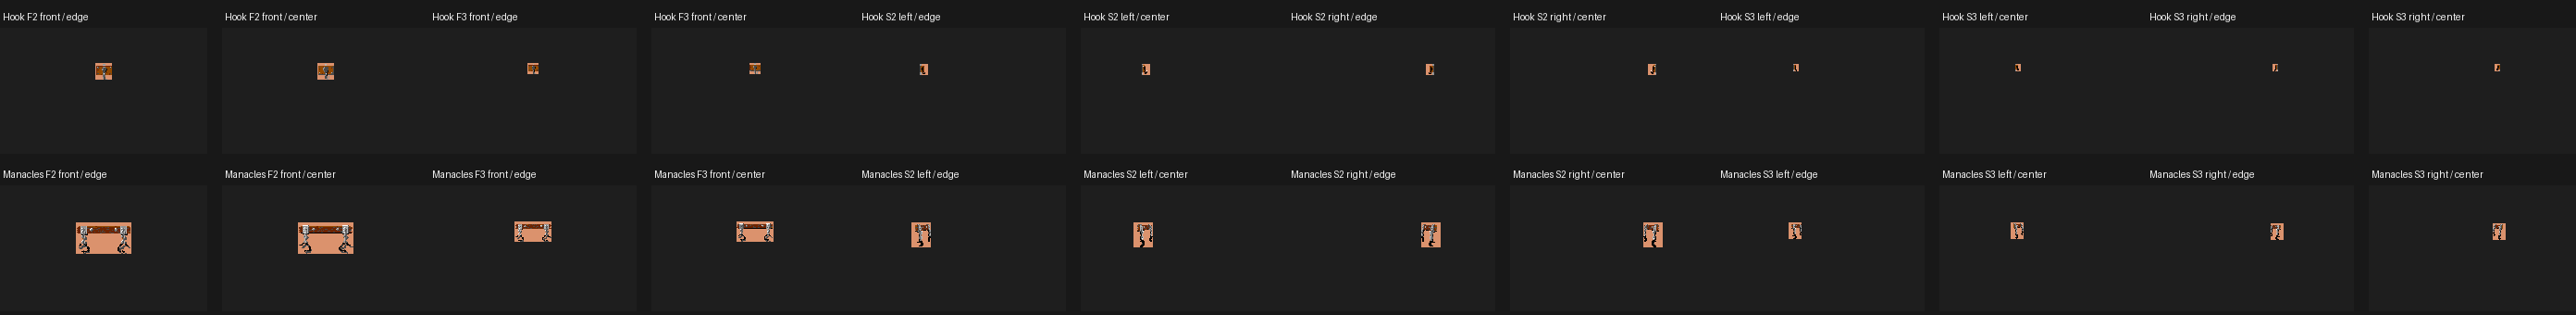 Hook F2 front / edge Hook F2 front / center Hook F3 front / edge Hook F3 front / center Hook S2 left / edge Hook S2 left / center Hook S2 right / edge Hook S2 right / center Hook S3 left / edge Hook S3 left / center Hook S3 right / edge Hook S3 right / center
Manacles F2 front / edge Manacles F2 front / center Manacles F3 front / edge Manacles F3 front / center Manacles S2 left / edge Manacles S2 left / center Manacles S2 right / edge Manacles S2 right / center Manacles S3 left / edge Manacles S3 left / center Manacles S3 right / edge Manacles S3 right / center